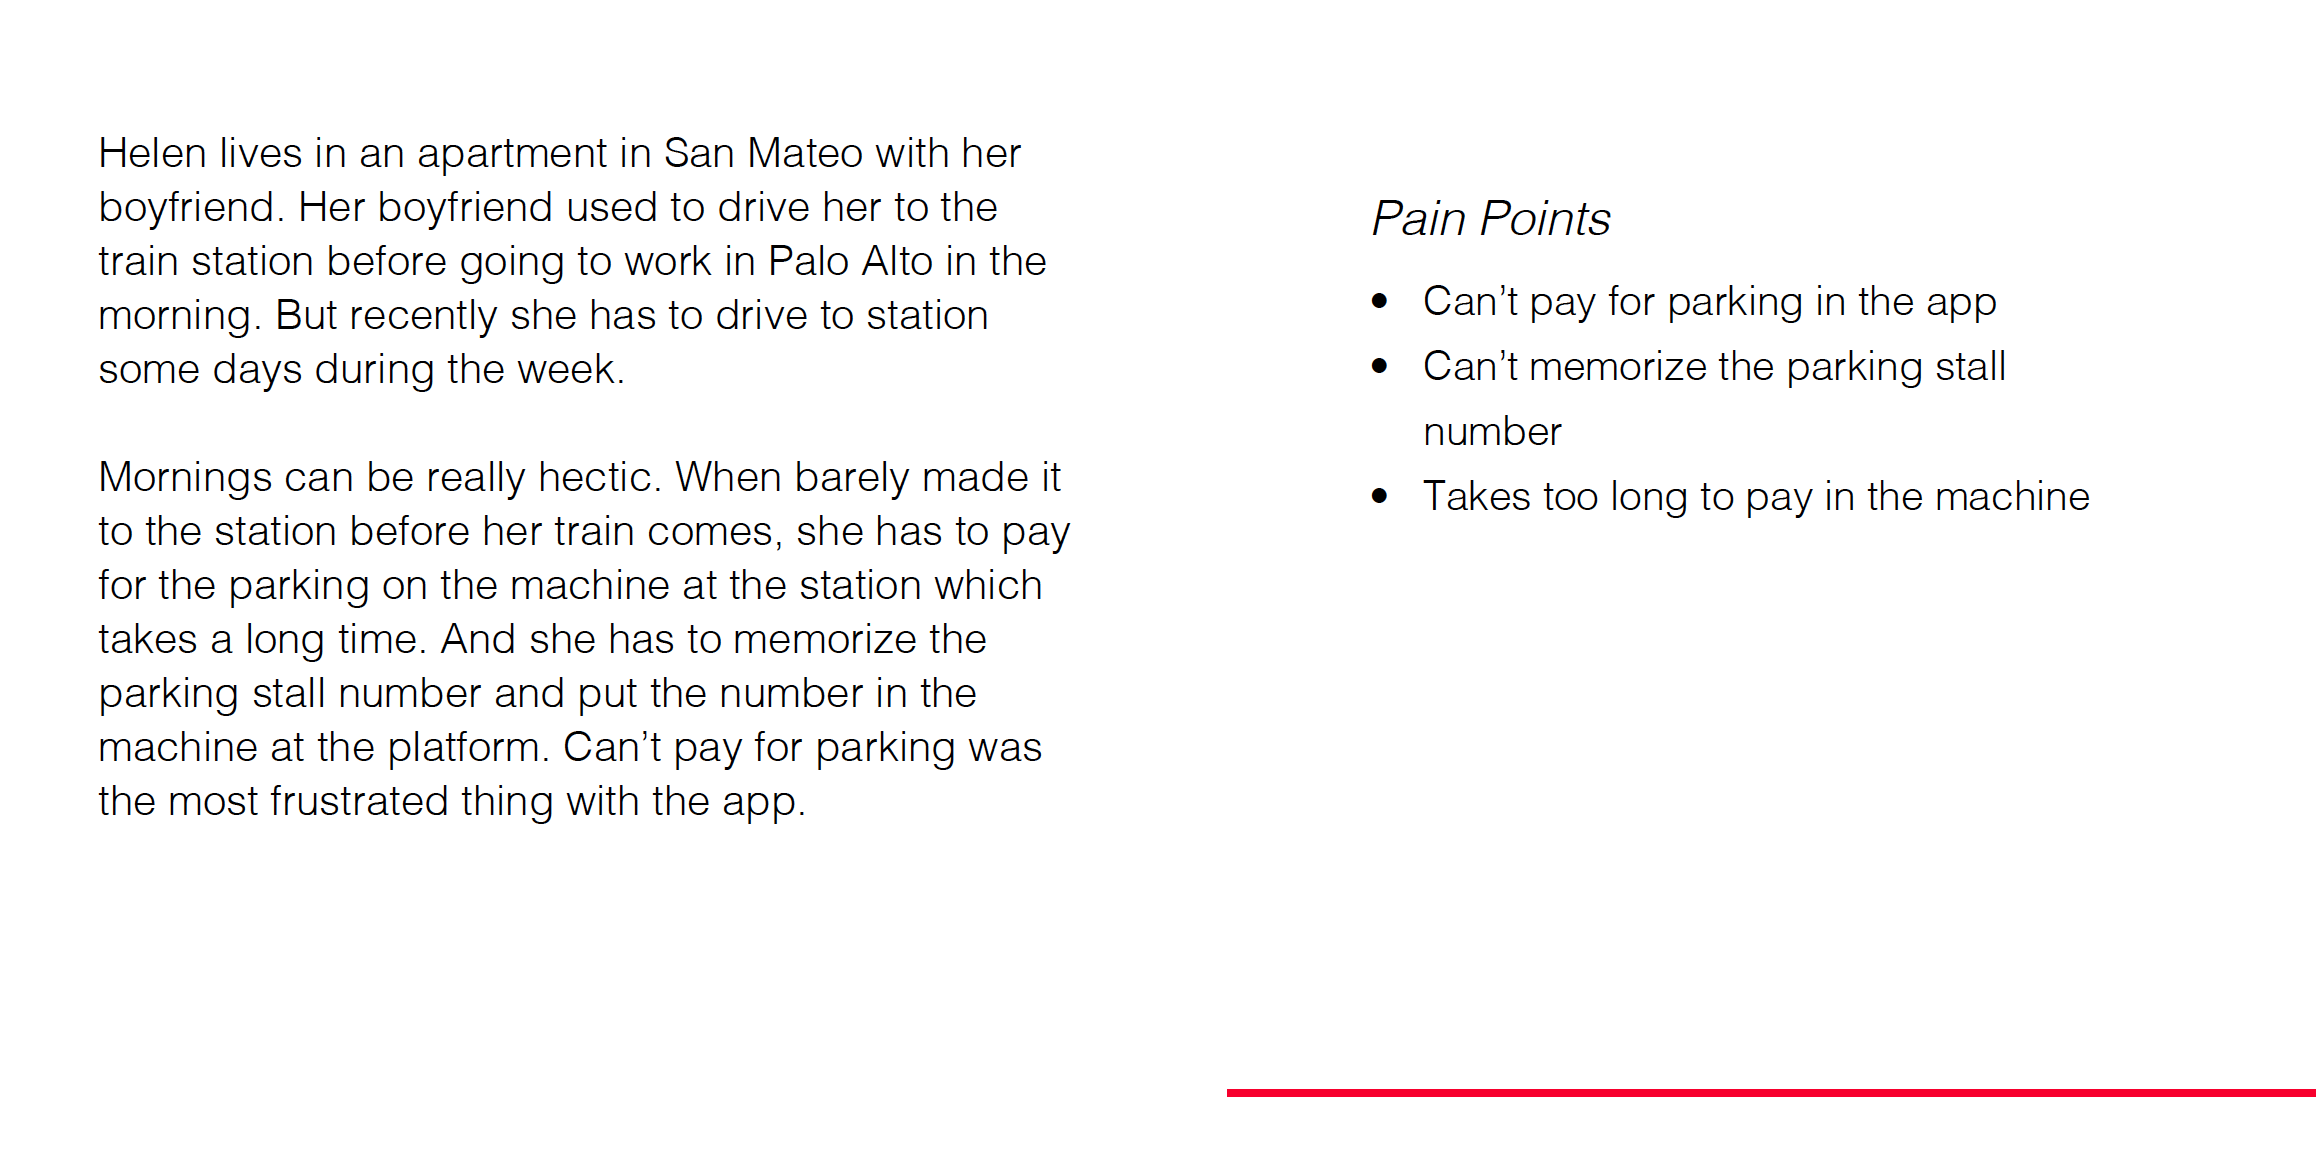 Helen lives in an apartment in San Mateo with her
boyfriend. Her boyfriend used to drive her to the
train station before going to work in Palo Alto in the
morning. But recently she has to drive to station
some days during the week.
Mornings can be really hectic. When barely made it
to the station before her train comes, she has to pay
for the parking on the machine at the station which
takes a long time. And she has to memorize the
parking stall number and put the number in the
machine at the platform. Can’t pay for parking was
the most frustrated thing with the app.
Pain Points
• Can’t pay for parking in the app
• Can’t memorize the parking stall
number
• Takes too long to pay in the machine